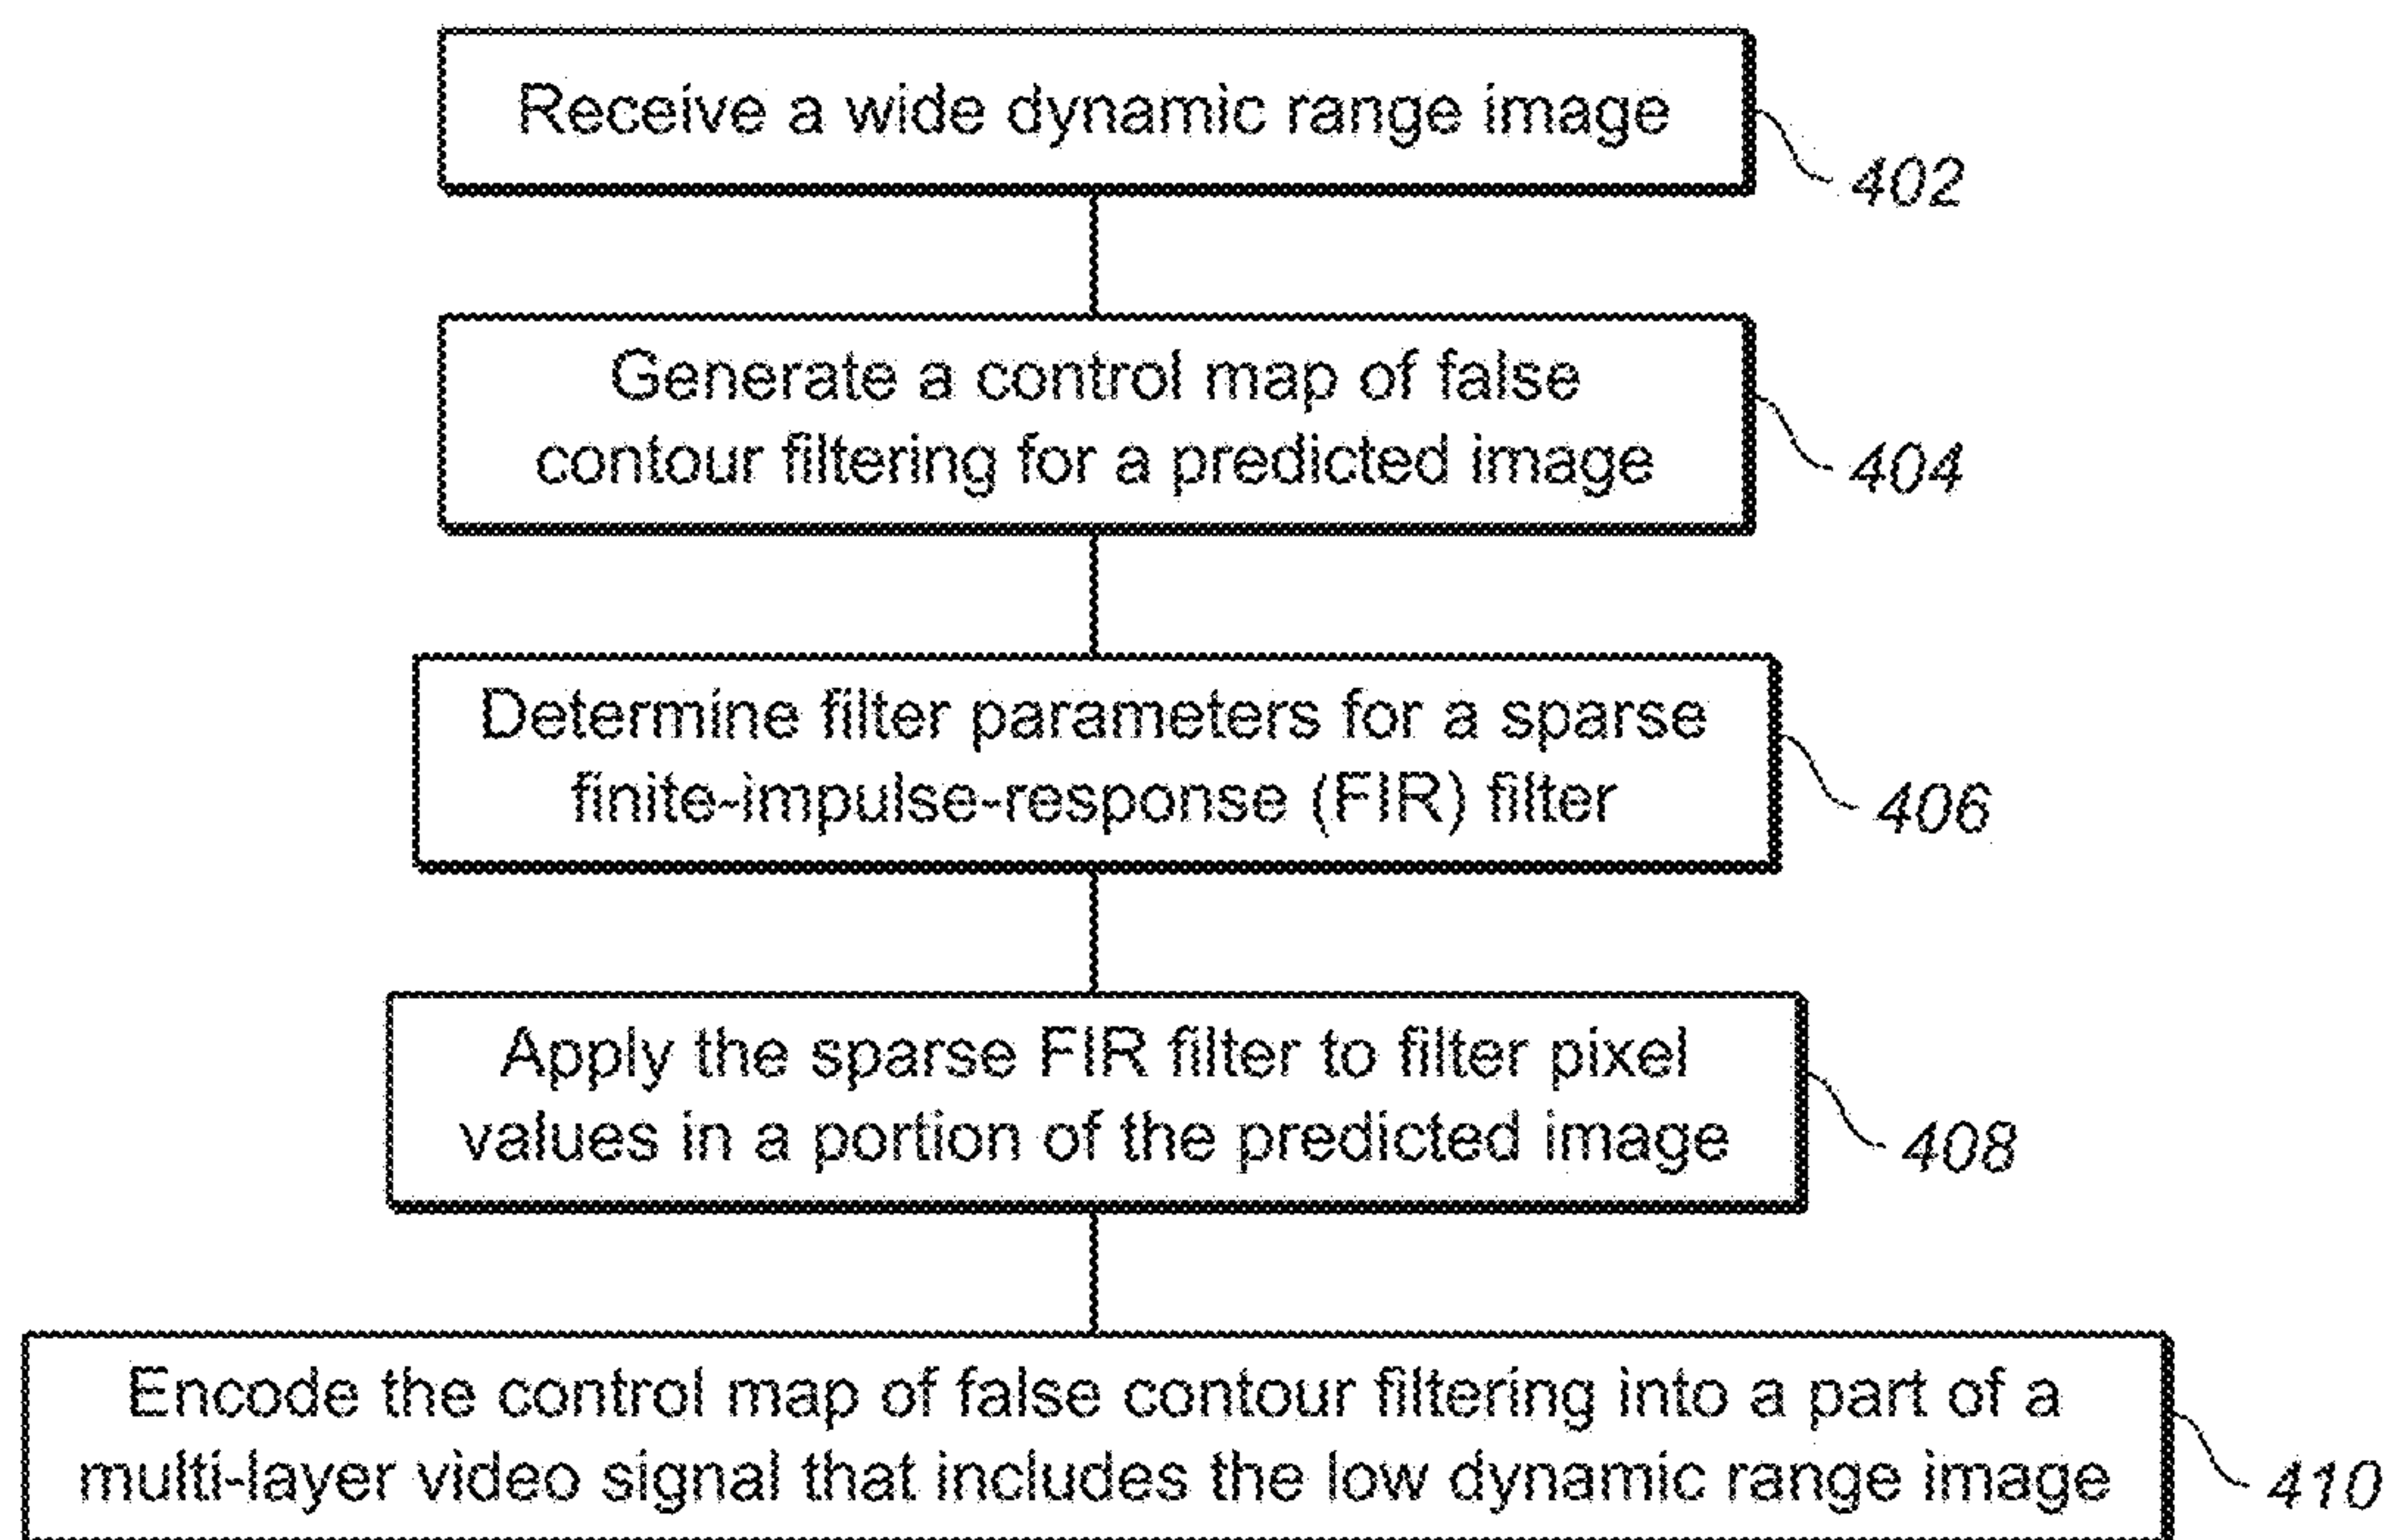 Receive a wide dynamic range image
402
Generate a control map of false
contour filtering for a predicted image
404
Determine filter parameters for a sparse
finite-impulse-response (FIR) filter
406
Apply the sparse FIR filter to filter pixel
values in a portion of the predicted image
408
Encode the control map of false contour filtering into a part of a
multi-layer video signal that includes the low dynamic range image
410